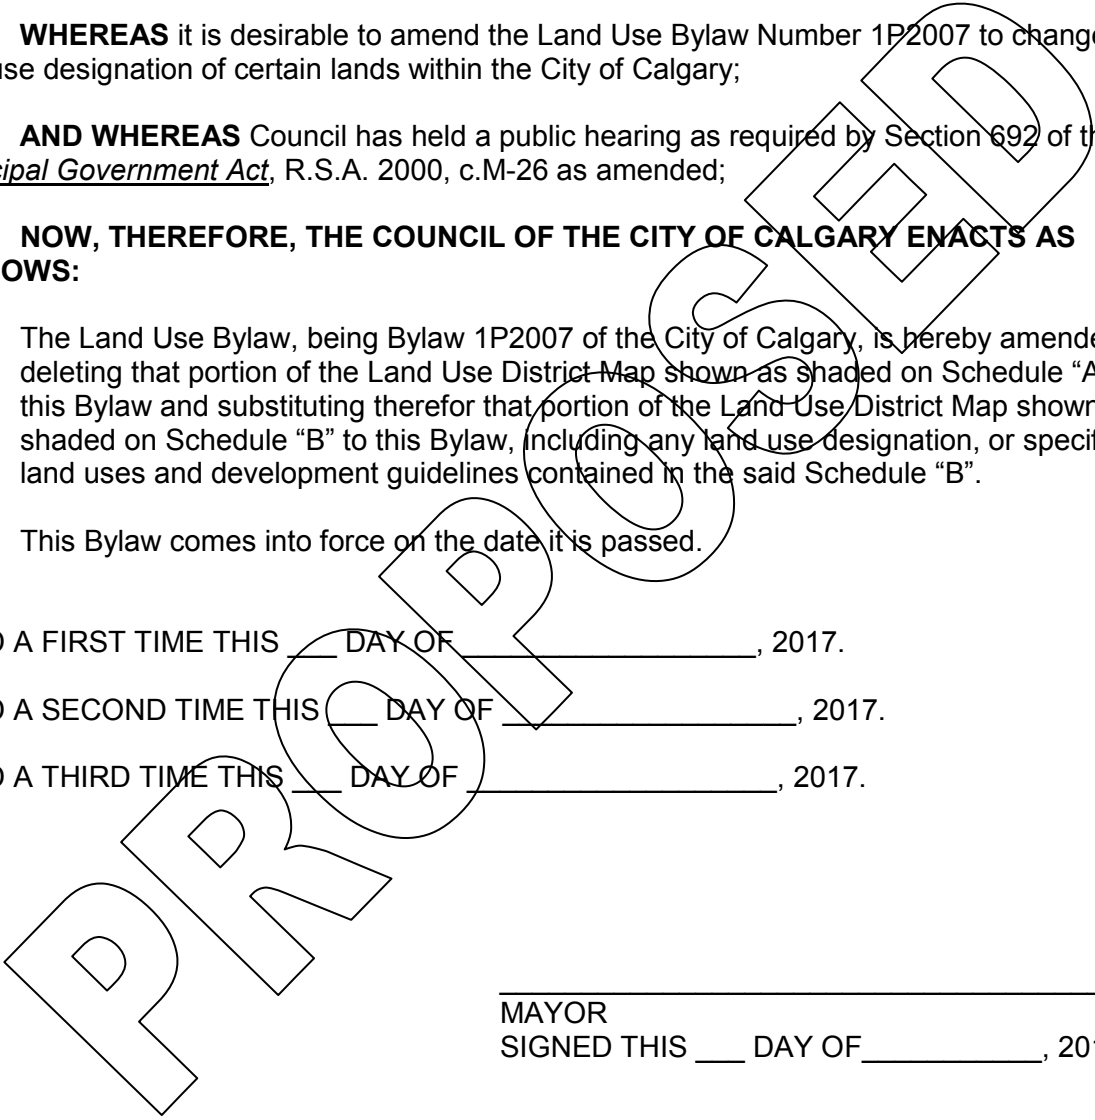 WHEREAS it is desirable to amend the Land Use Bylaw Number 1P2007 to change
use designation of certain lands within the City of Calgary;
AND WHEREAS Council has held a public hearing as required by Section 692 of th
cipal Government Act, R.S.A. 2000, c.M-26 as amended;
NOW, THEREFORE, THE COUNCIL OF THE CITY OF CALGARY ENACTS AS
OWS:
The Land Use Bylaw, being Bylaw 1P2007 of the City of Calgary, is hereby amende
deleting that portion of the Land Use District Map shown as shaded on Schedule “A
this Bylaw and substituting therefor that portion of the Land Use District Map shown
shaded on Schedule “B” to this Bylaw, including any land use designation, or specif
land uses and development guidelines contained in the said Schedule “B”.
This Bylaw comes into force on the date it is passed.
D A FIRST TIME THIS ___ DAY OF __________________, 2017.
D A SECOND TIME THIS ___ DAY OF __________________, 2017.
D A THIRD TIME THIS ___ DAY OF ___________________, 2017.
PROPOSED
MAYOR
SIGNED THIS ___ DAY OF___________, 201